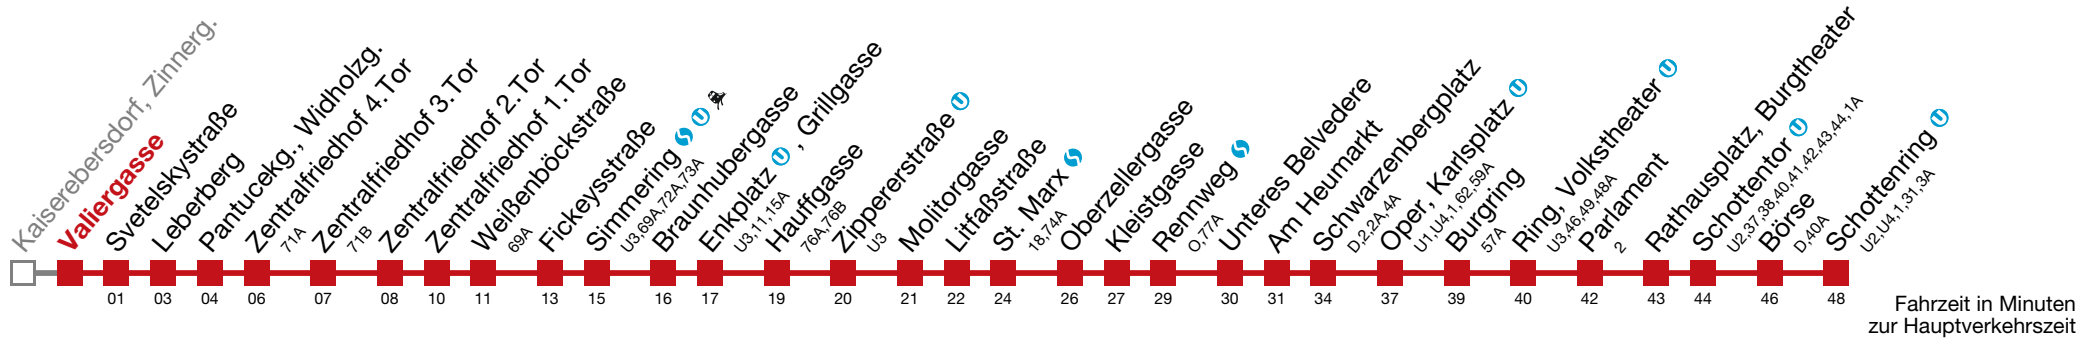 Kaiserebersdorf, Zinnerg.
Valiergasse
Svetelskystraße
Leberberg
Pantucekg., Widholzg.
Zentralfriedhof 4.Tor
71A
Zentralfriedhof 3.Tor
71B
Zentralfriedhof 2.Tor
Zentralfriedhof 1.Tor
Weißenböckstraße
69A
Fickeysstraße
Simmering
U3,69A,72A,73A
Braunhubergasse
Enkplatz U, Grillgasse
U3,11,15A
Hauffgasse
76A,76B
Zippererstraße U
U3
Molitorgasse
Litfaßstraße
St. Marx
18,74A
Oberzellergasse
Kleistgasse
Rennweg
O,77A
Unteres Belvedere
Am Heumarkt
Schwarzenbergplatz
D,2,2A,4A
Oper, Karlsplatz U
U1,U4,1,62,59A
Burgring
57A
Ring, Volkstheater U
U3,46,49,48A
Parlament
2
Rathausplatz, Burgtheater
Schottentor U
U2,37,38,40,41,42,43,44,1A
Börse
D,40A
Schottenring U
U2,U4,1,31,3A
01 03 04 06 07 08 10 11 13 15 16 17 19 20 21 22 24 26 27 29 30 31 34 37 39 40 42 43 44 46 48
Fahrzeit in Minuten
zur Hauptverkehrszeit